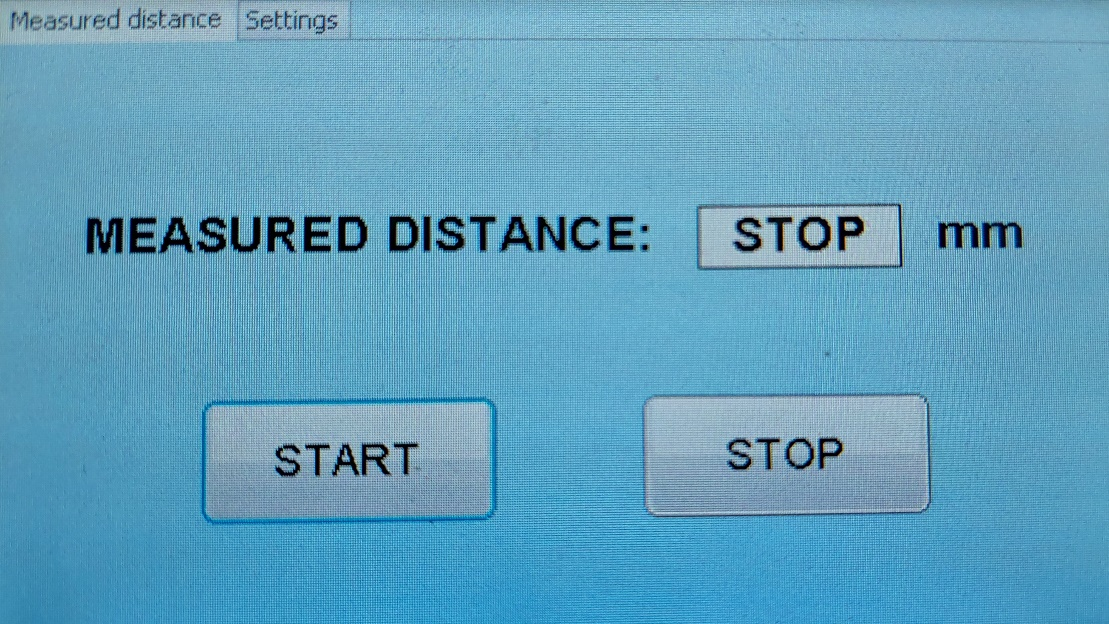 Measured distance Settings
MEASURED DISTANCE: STOP mm
START STOP